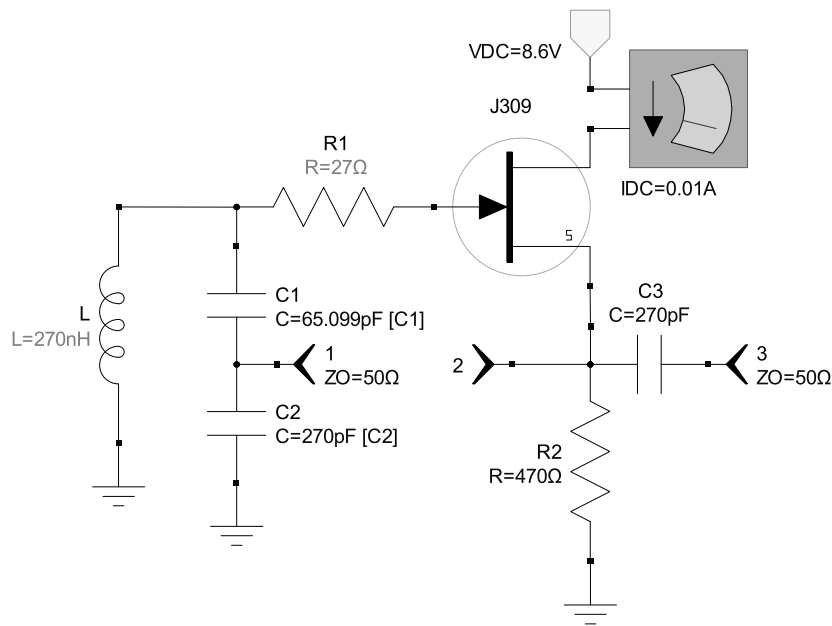 VDC=8.6V
J309
R1
R=27Ω
IDC=0.01A
S
C1
C=65.099pF [C1]
L
L=270nH
C3
C=270pF
1
ZO=50Ω
2
3
ZO=50Ω
C2
C=270pF [C2]
R2
R=470Ω